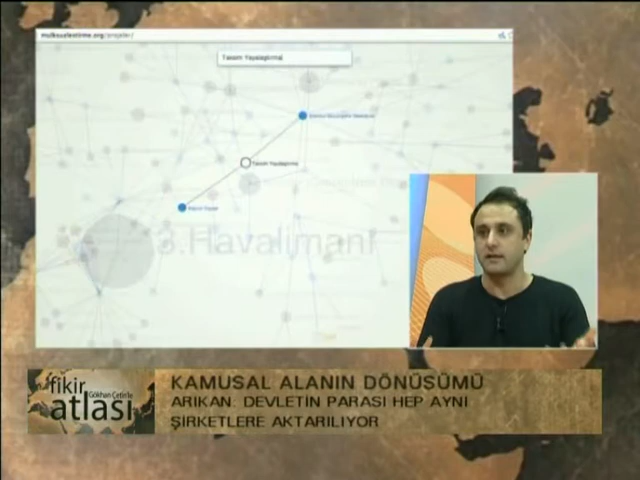 mulksuzlestirme.org/projeler/
Taksim Yayalaştırma
Taksim Yayalaştırma
3.Havalimanı
fikir
Gökhan Çetin'le
atlası
KAMUSAL ALANIN DÖNÜŞÜMÜ
ARIKAN: DEVLETİN PARASI HEP AYNI
ŞİRKETLERE AKTARILIYOR